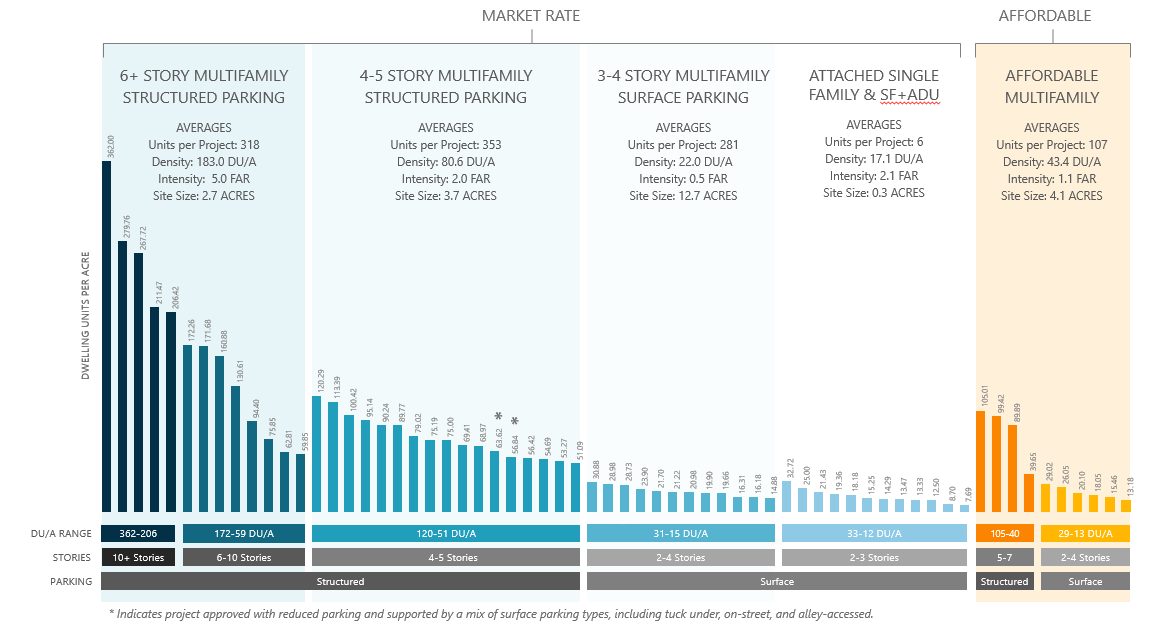 MARKET RATE
AFFORDABLE
6+ STORY MULTIFAMILY
STRUCTURED PARKING
AVERAGES
Units per Project: 318
Density: 183.0 DU/A
Intensity: 5.0 FAR
Site Size: 2.7 ACRES
4-5 STORY MULTIFAMILY
STRUCTURED PARKING
AVERAGES
Units per Project: 353
Density: 80.6 DU/A
Intensity: 2.0 FAR
Site Size: 3.7 ACRES
3-4 STORY MULTIFAMILY
SURFACE PARKING
AVERAGES
Units per Project: 281
Density: 22.0 DU/A
Intensity: 0.5 FAR
Site Size: 12.7 ACRES
ATTACHED SINGLE
FAMILY & SF+ADU
AVERAGES
Units per Project: 6
Density: 17.1 DU/A
Intensity: 2.1 FAR
Site Size: 0.3 ACRES
AFFORDABLE
MULTIFAMILY
AVERAGES
Units per Project: 107
Density: 43.4 DU/A
Intensity: 1.1 FAR
Site Size: 4.1 ACRES
DWELLING UNITS PER ACRE
362.00
279.76
267.72
211.47
206.42
172.26
171.68
160.88
130.61
94.40
75.85
62.81
59.85
120.29
113.39
100.42
95.14
90.24
89.77
79.02
75.19
75.00
69.41
68.97
63.62 *
56.84 *
56.42
54.69
53.27
51.09
30.88
28.98
28.73
23.90
21.70
21.22
20.98
19.90
19.66
16.31
16.18
14.88
32.72
25.00
21.43
19.36
18.18
15.25
14.29
13.47
13.33
12.50
8.70
7.69
105.01
99.42
89.89
39.65
29.02
26.05
20.10
18.05
15.46
13.18
DU/A RANGE
362-206
172-59 DU/A
120-51 DU/A
31-15 DU/A
33-12 DU/A
105-40
29-13 DU/A
STORIES
10+ Stories
6-10 Stories
4-5 Stories
2-4 Stories
2-3 Stories
5-7
2-4 Stories
PARKING
Structured
Surface
Structured
Surface
* Indicates project approved with reduced parking and supported by a mix of surface parking types, including tuck under, on-street, and alley-accessed.